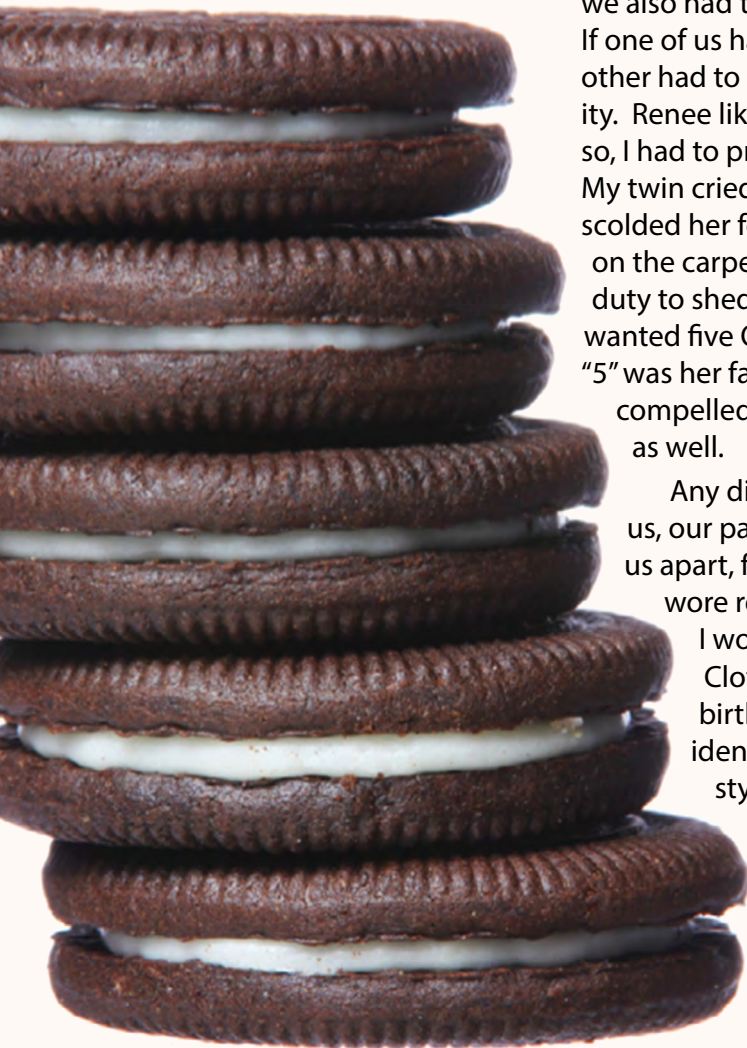 we also had t
If one of us ha
other had to
ity. Renee lik
so, I had to pr
My twin cried
scolded her f
on the carpe
duty to shed
wanted five
“5” was her fa
compelled
as well.
Any di
us, our pa
us apart, f
wore r
I wo
Clo
birt
iden
sty